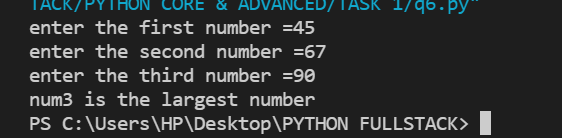 TACK/PYTHON CORE & ADVANCED/TASK 1/q6.py"
enter the first number =45
enter the second number =67
enter the third number =90
num3 is the largest number
PS C:\Users\HP\Desktop\PYTHON FULLSTACK>